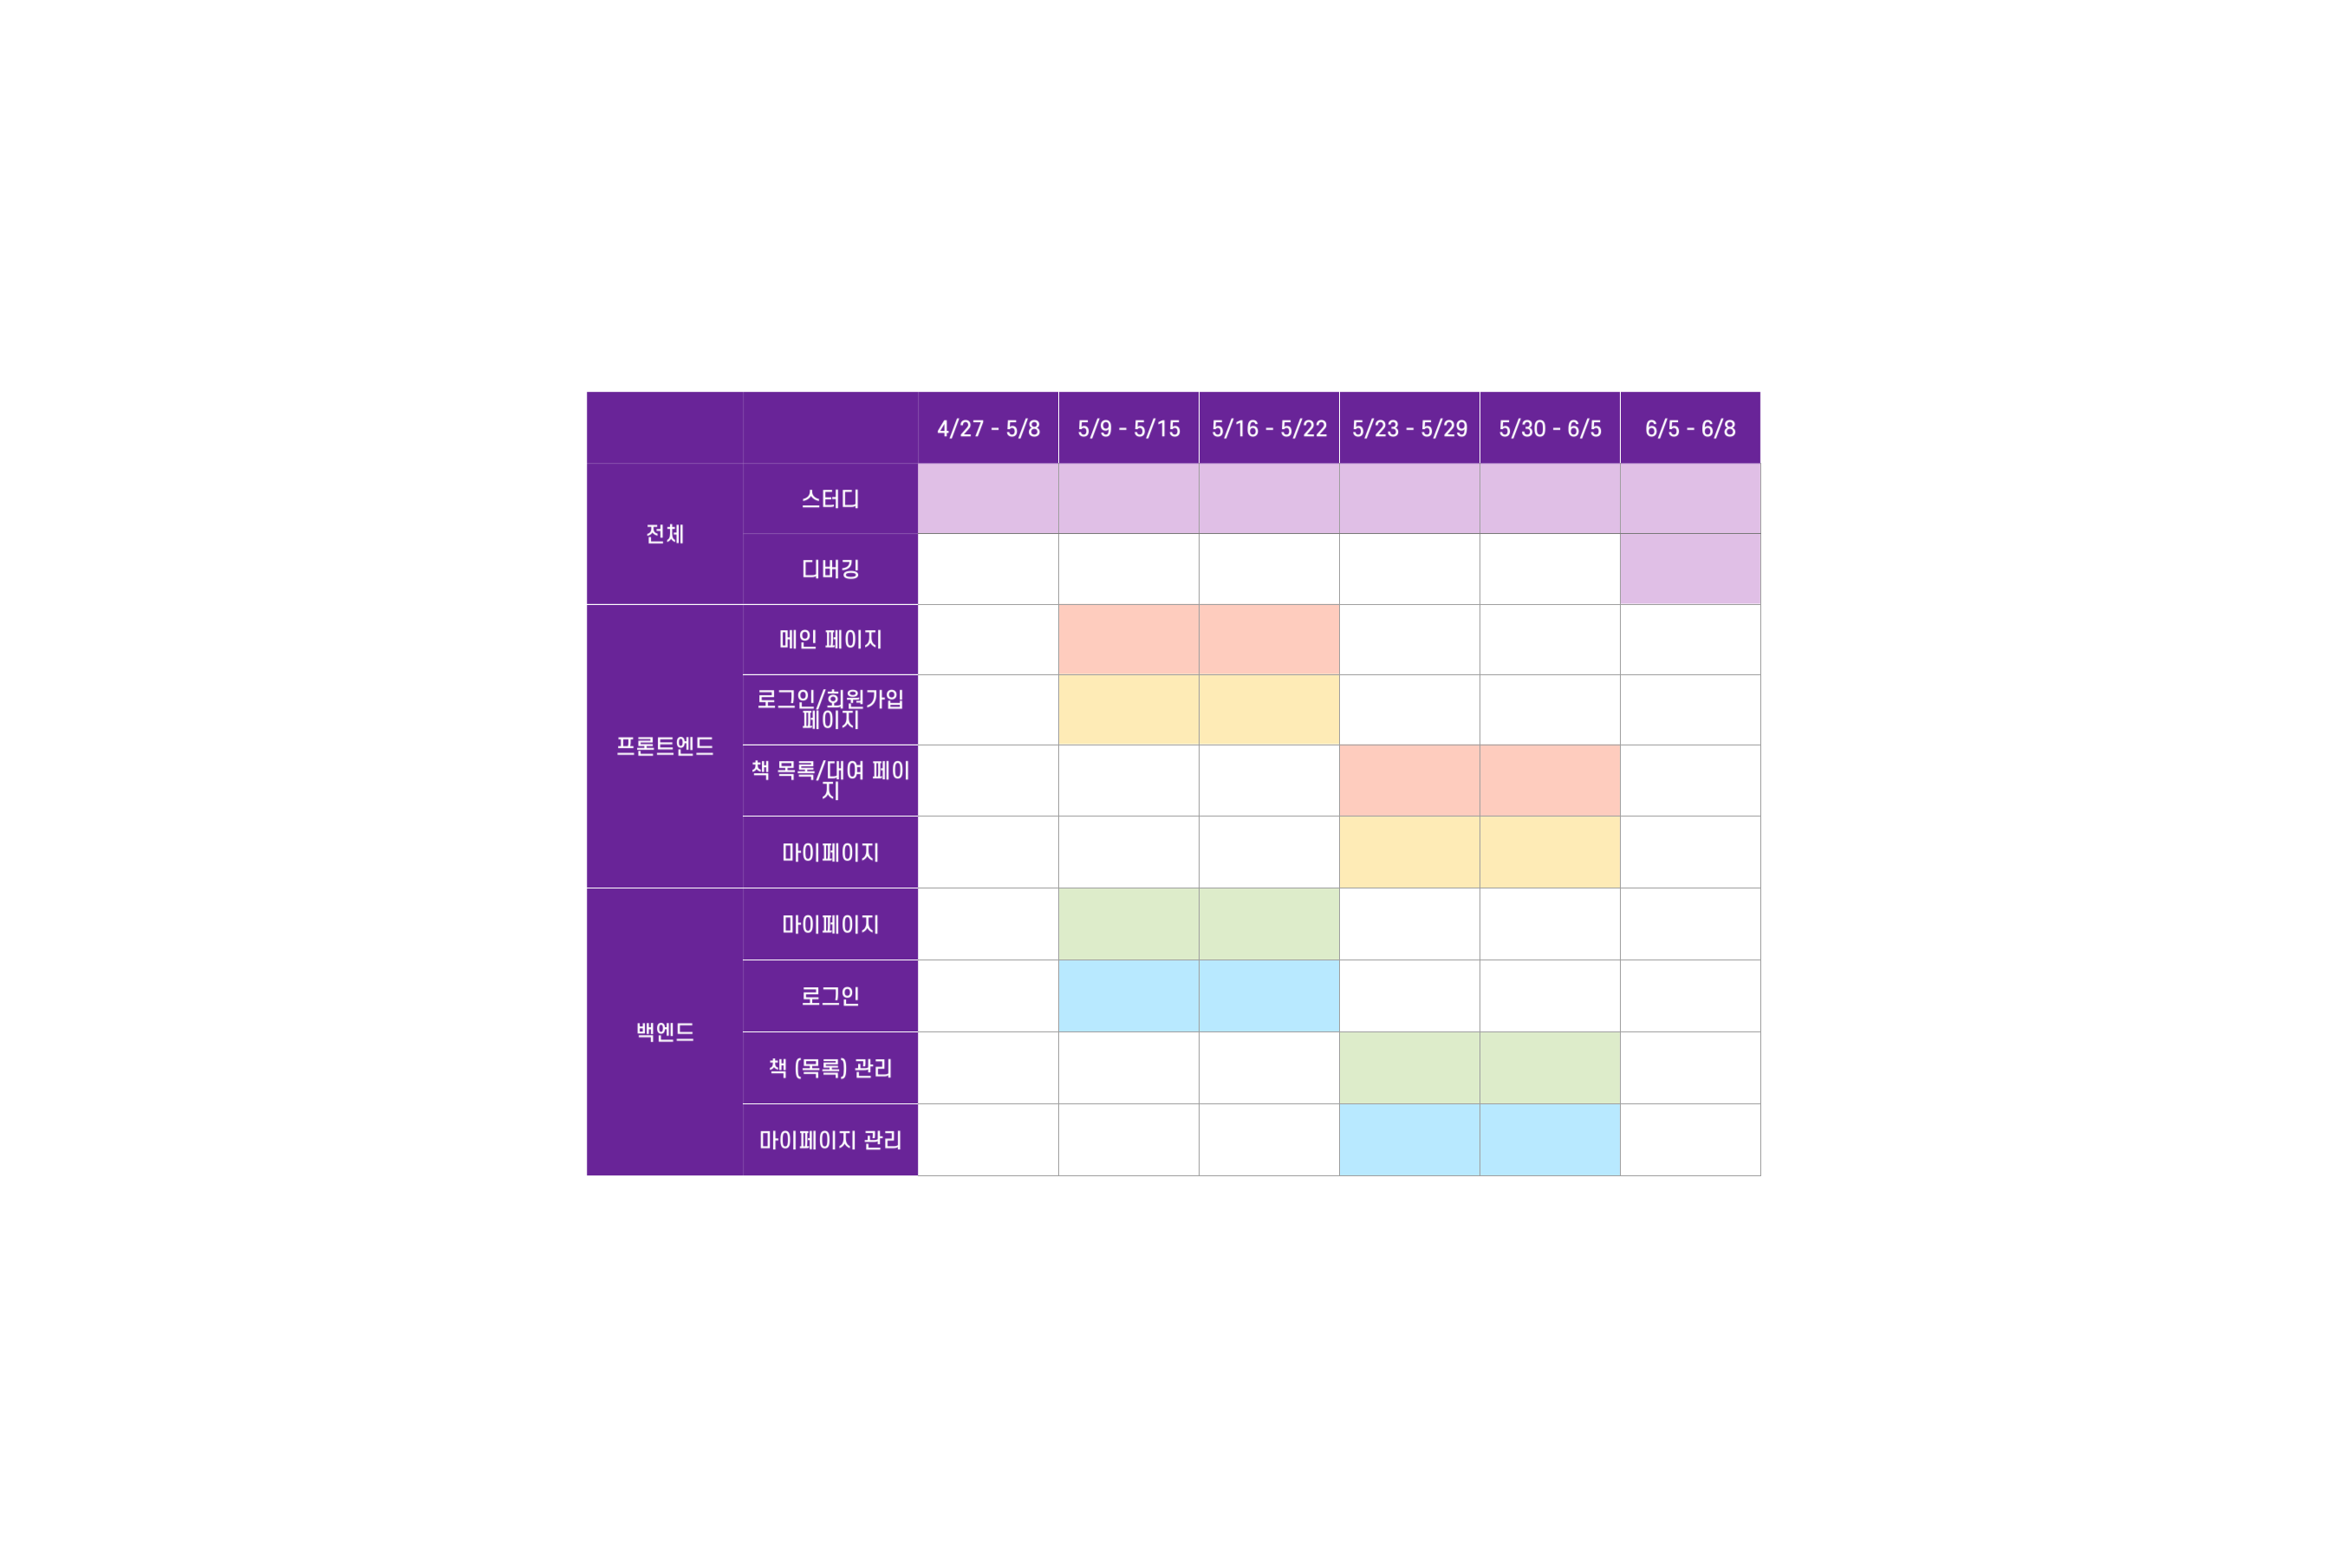 4/27 - 5/8
5/9 - 5/15
5/16 - 5/22
5/23 - 5/29
5/30 - 6/5
6/5 - 6/8
전체
스터디
디버깅
프론트엔드
메인 페이지
로그인/회원가입
페이지
책 목록/대여 페이
지
마이페이지
백엔드
마이페이지
로그인
책 (목록) 관리
마이페이지 관리